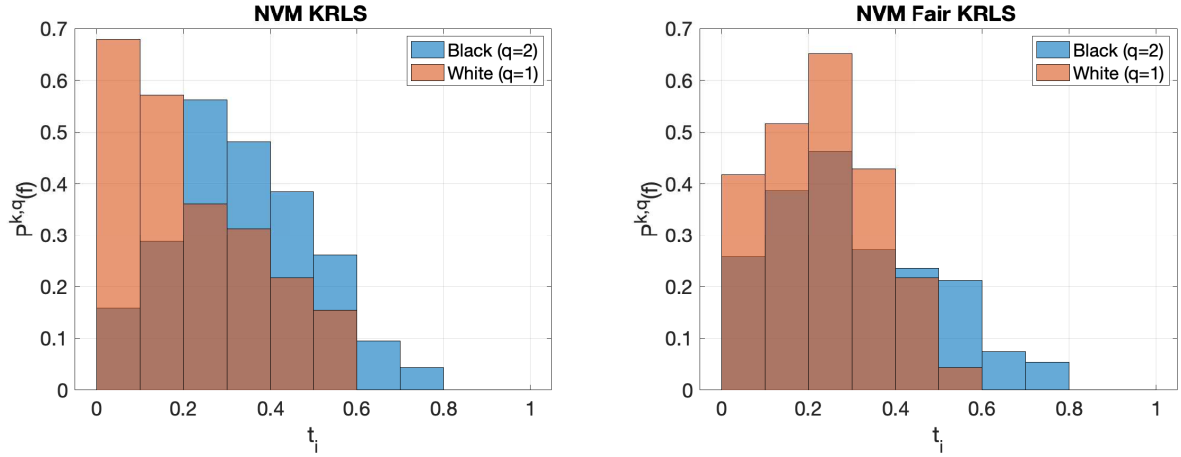 NVM KRLS
0.7
0.6
0.5
0.4
0.3
0.2
0.1
0
P^{k,q}(f)
Black (q=2)
White (q=1)
0 0.2 0.4 0.6 0.8 1
t_i
NVM Fair KRLS
0.7
0.6
0.5
0.4
0.3
0.2
0.1
0
P^{k,q}(f)
Black (q=2)
White (q=1)
0 0.2 0.4 0.6 0.8 1
t_i